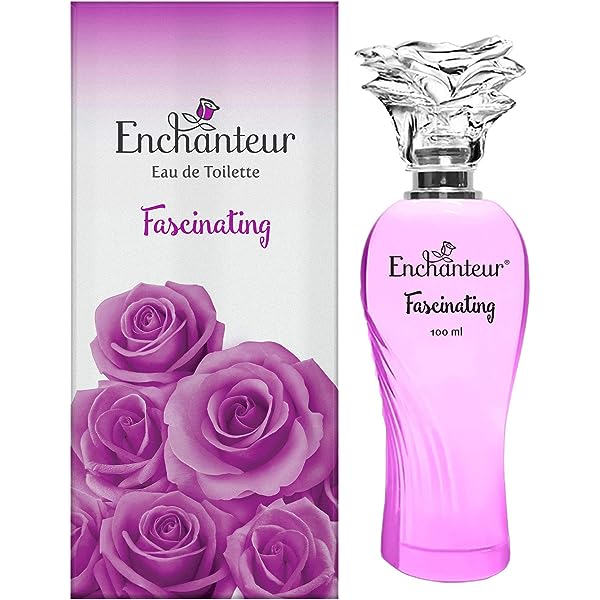 Enchanteur
Eau de Toilette
Fascinating
Enchanteur®
Fascinating
100 ml